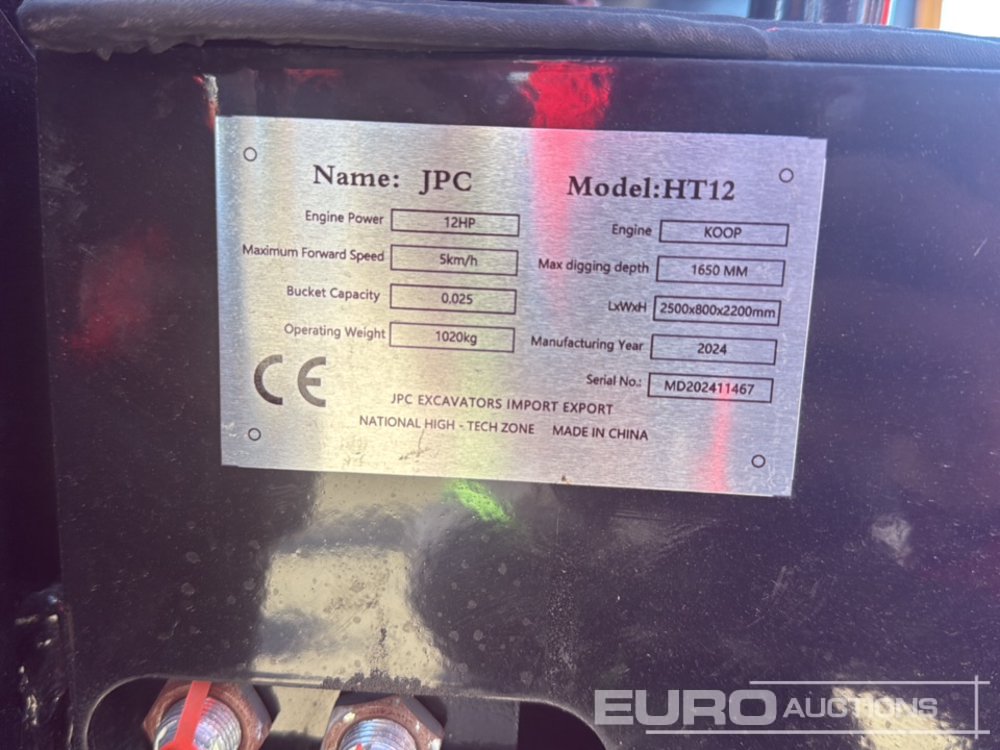 Name: JPC
Model:HT12
Engine Power 12HP
Engine KOOP
Maximum Forward Speed 5km/h
Max digging depth 1650 MM
Bucket Capacity 0.025
LxWxH 2500x800x2200mm
Operating Weight 1020kg
Manufacturing Year 2024
Serial No.: MD202411467
CE
JPC EXCAVATORS IMPORT EXPORT
NATIONAL HIGH - TECH ZONE MADE IN CHINA
EURO AUCTIONS